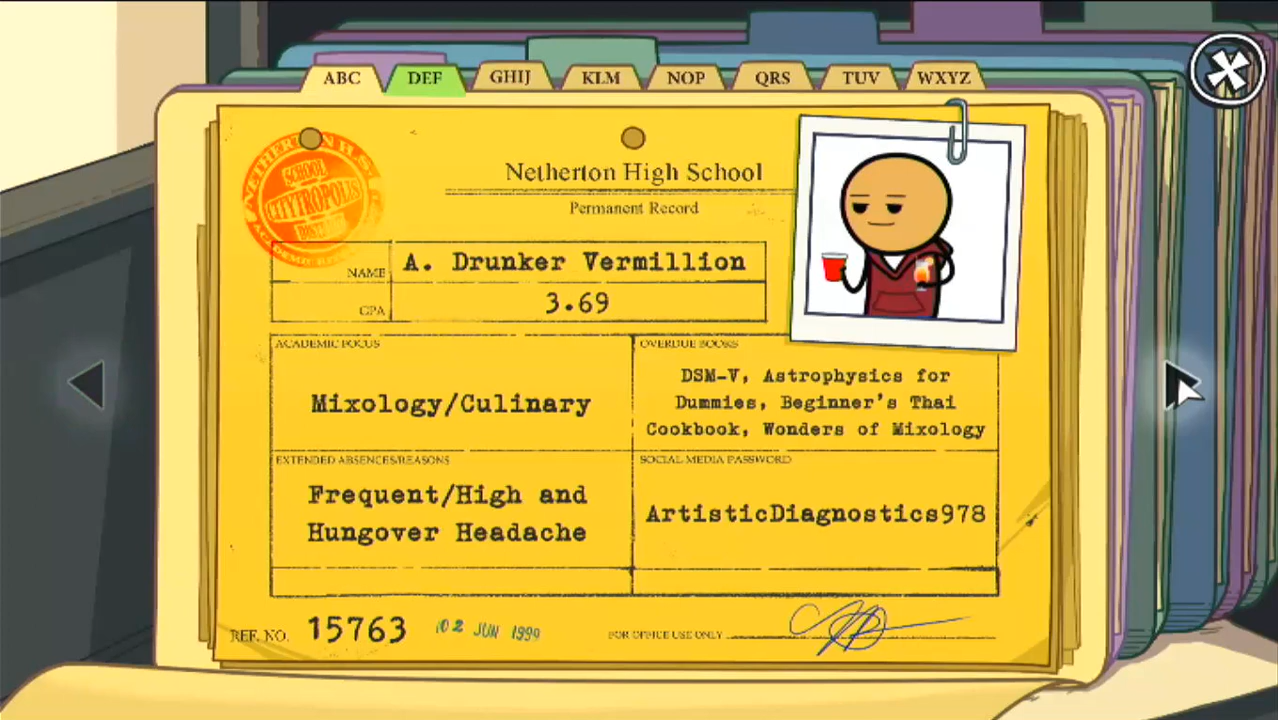 ABC DEF GHIJ KLM NOP QRS TUV WXYZ
NETHERTON H.S.
SCHOOL
CITYTROPOLIS
Netherton High School
Permanent Record
NAME A. Drunker Vermillion
GPA 3.69
ACADEMIC FOCUS
Mixology/Culinary
OVERDUE BOOKS
DSM-V, Astrophysics for
Dummies, Beginner's Thai
Cookbook, Wonders of Mixology
EXTENDED ABSENCES/REASONS
Frequent/High and
Hungover Headache
SOCIAL MEDIA PASSWORD
ArtisticDiagnostics978
REF. NO. 15763 02 JUN 1999
FOR OFFICE USE ONLY